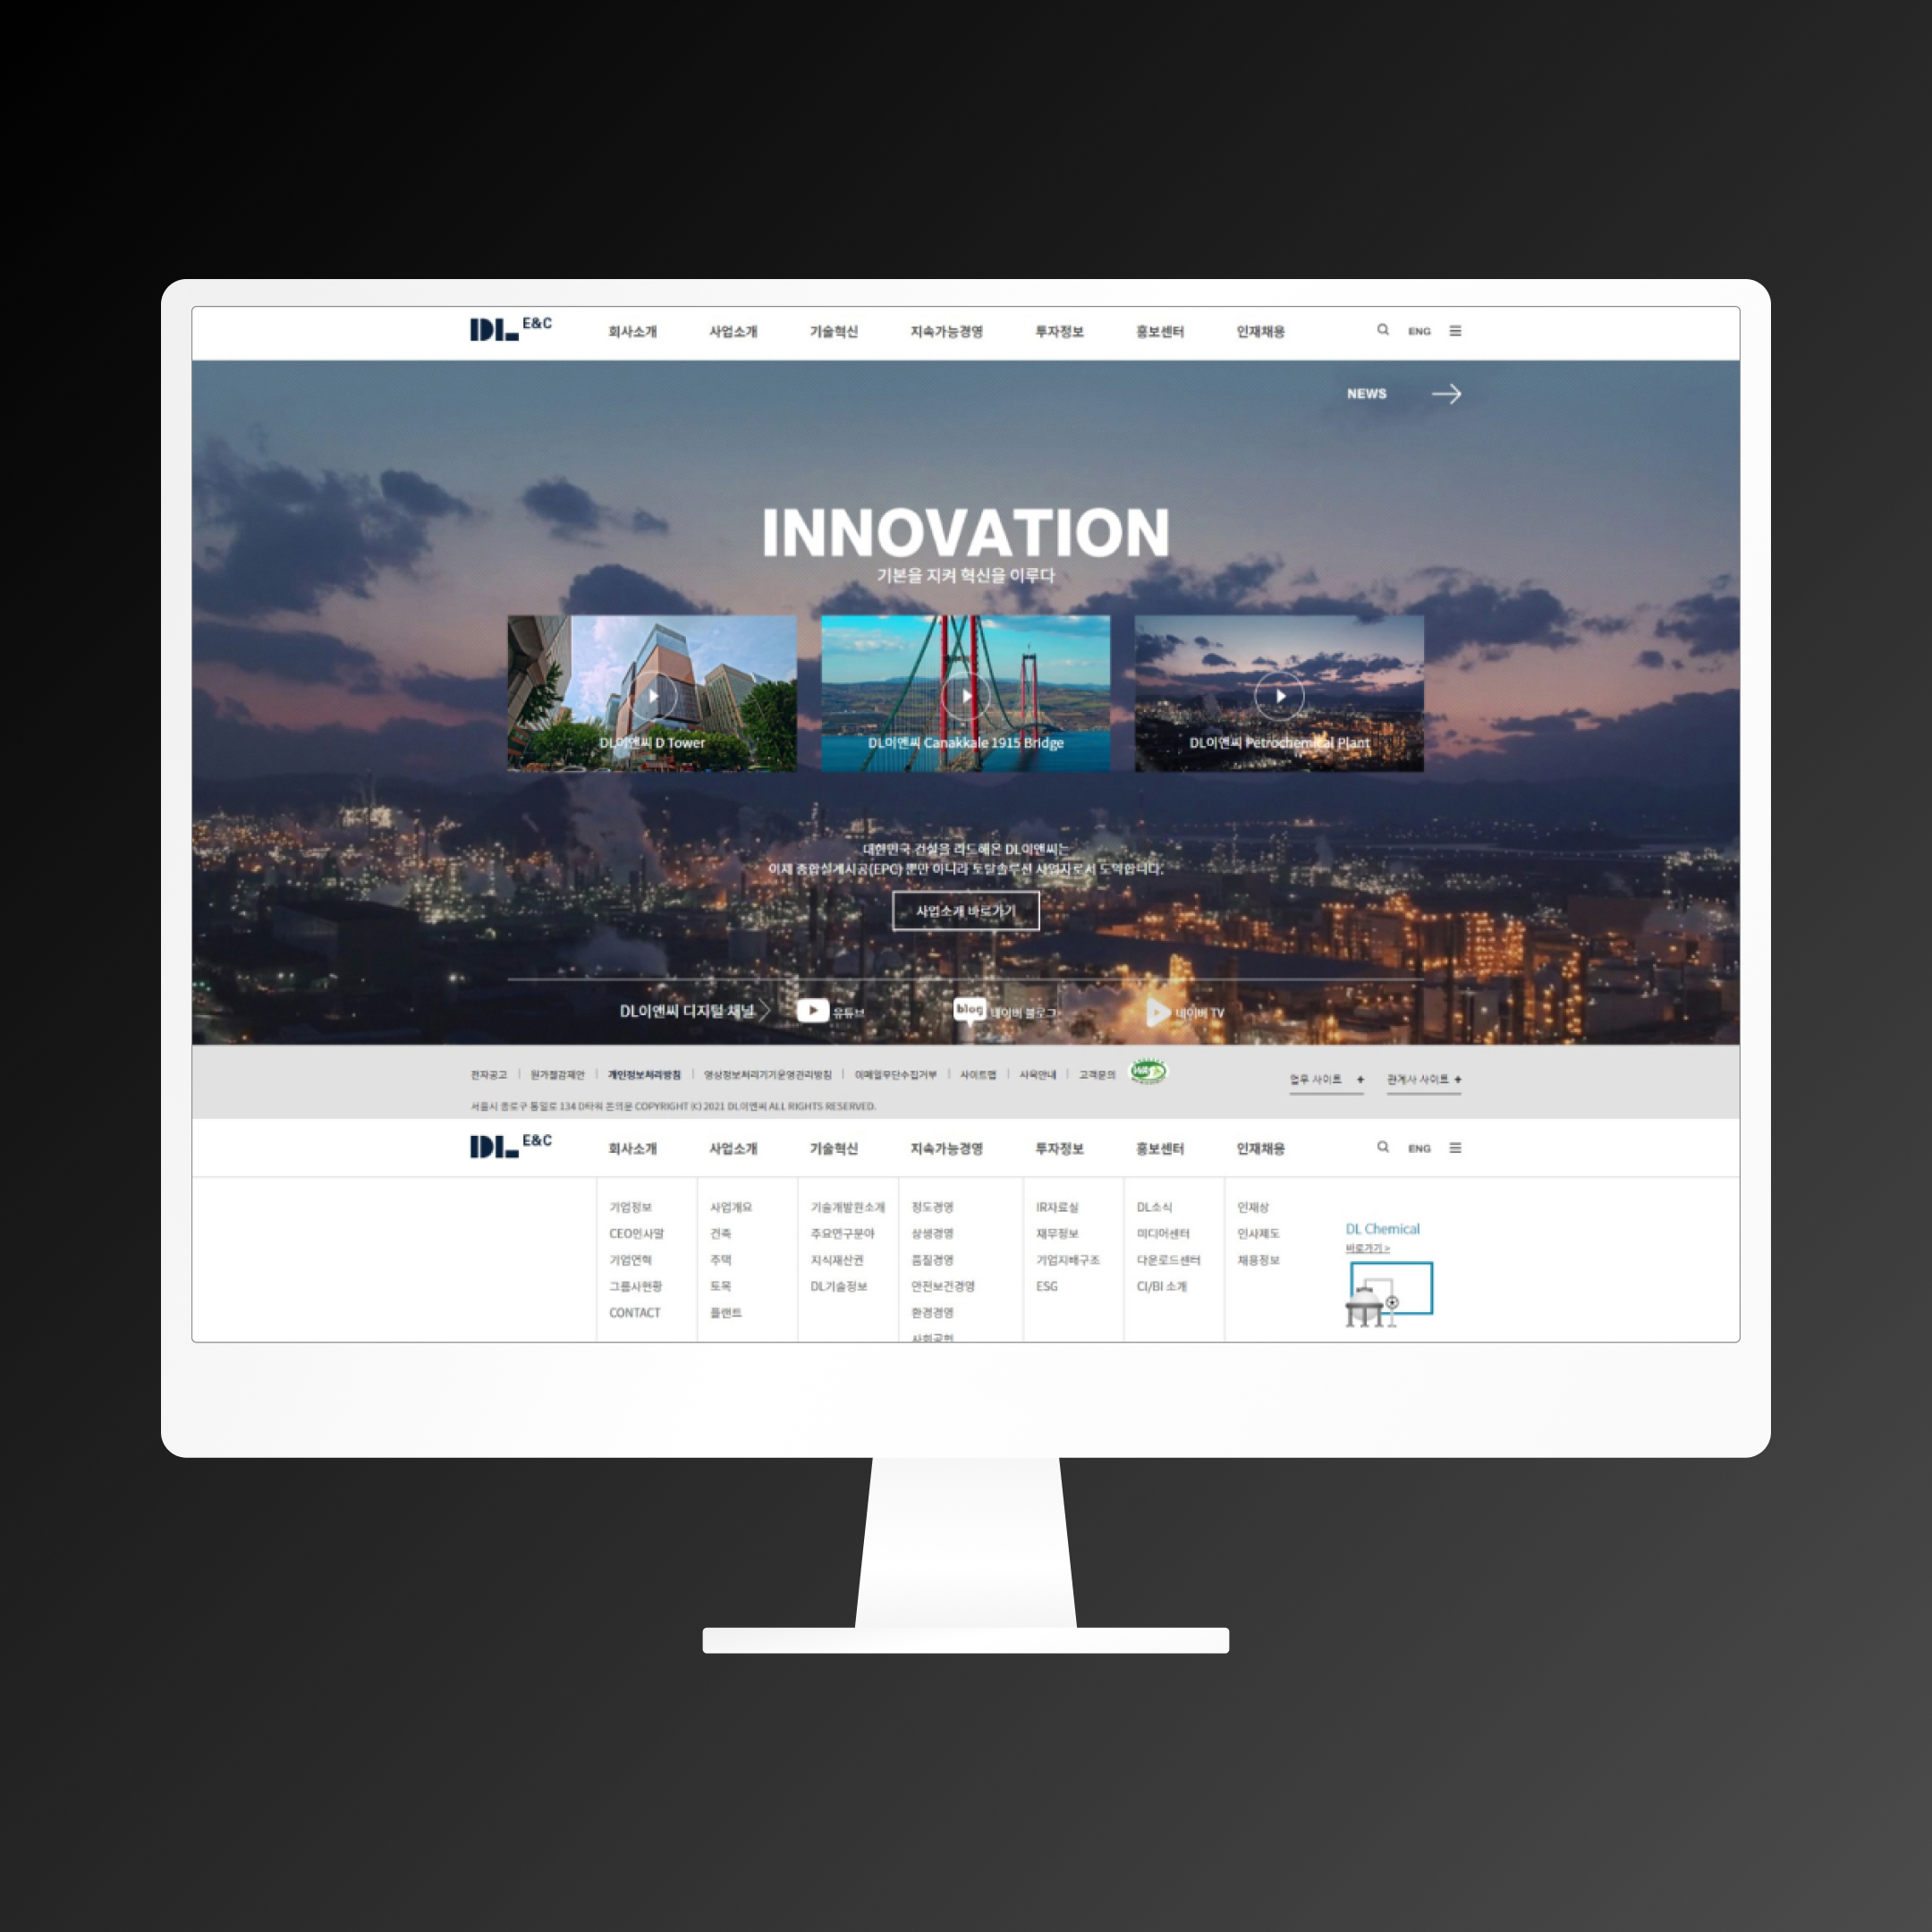 DL E&C 회사소개 사업소개 기술혁신 지속가능경영 투자정보 홍보센터 인재채용 ENG
NEWS
INNOVATION
기본을 지켜 혁신을 이루다
DL이앤씨 D Tower
DL이앤씨 Canakkale 1915 Bridge
DL이앤씨 Petrochemical Plant
대한민국 건설을 리드해온 DL이앤씨는
이제 종합설계시공(EPC) 뿐만 아니라 토탈솔루션 사업자로서 도약합니다.
사업소개 바로가기
DL이앤씨 디지털 채널 유튜브 blog 네이버 블로그 네이버 TV
전자공고 | 원가절감제안 | 개인정보처리방침 | 영상정보처리기기운영관리방침 | 이메일무단수집거부 | 사이트맵 | 사옥안내 | 고객문의 WA
업무 사이트 + 관계사 사이트 +
서울시 종로구 통일로 134 D타워 돈의문 COPYRIGHT (C) 2021 DL이앤씨 ALL RIGHTS RESERVED.
DL E&C 회사소개 사업소개 기술혁신 지속가능경영 투자정보 홍보센터 인재채용 ENG
기업정보
CEO인사말
기업연혁
그룹사현황
CONTACT
사업개요
건축
주택
토목
플랜트
기술개발원소개
주요연구분야
지식재산권
DL기술정보
정도경영
상생경영
품질경영
안전보건경영
환경경영
사회공헌
IR자료실
재무정보
기업지배구조
ESG
DL소식
미디어센터
다운로드센터
CI/BI 소개
인재상
인사제도
채용정보
DL Chemical
바로가기 >